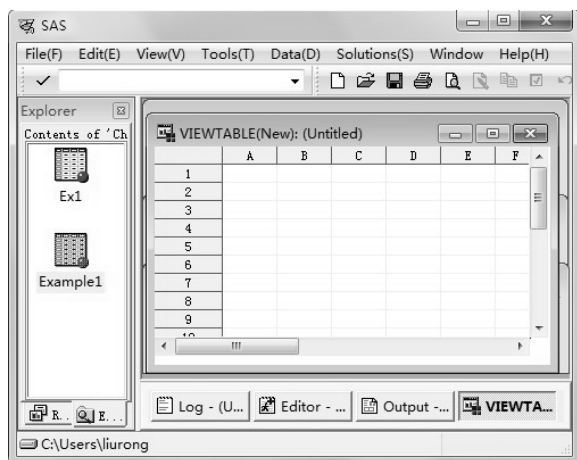 SAS
File(F) Edit(E) View(V) Tools(T) Data(D) Solutions(S) Window Help(H)
Explorer
Contents of 'Ch
Ex1
Example1
VIEWTABLE(New): (Untitled)
A B C D E F
1
2
3
4
5
6
7
8
9
10
R.. E...
Log - (U... Editor - ... Output -... VIEWTA...
C:\Users\liurong